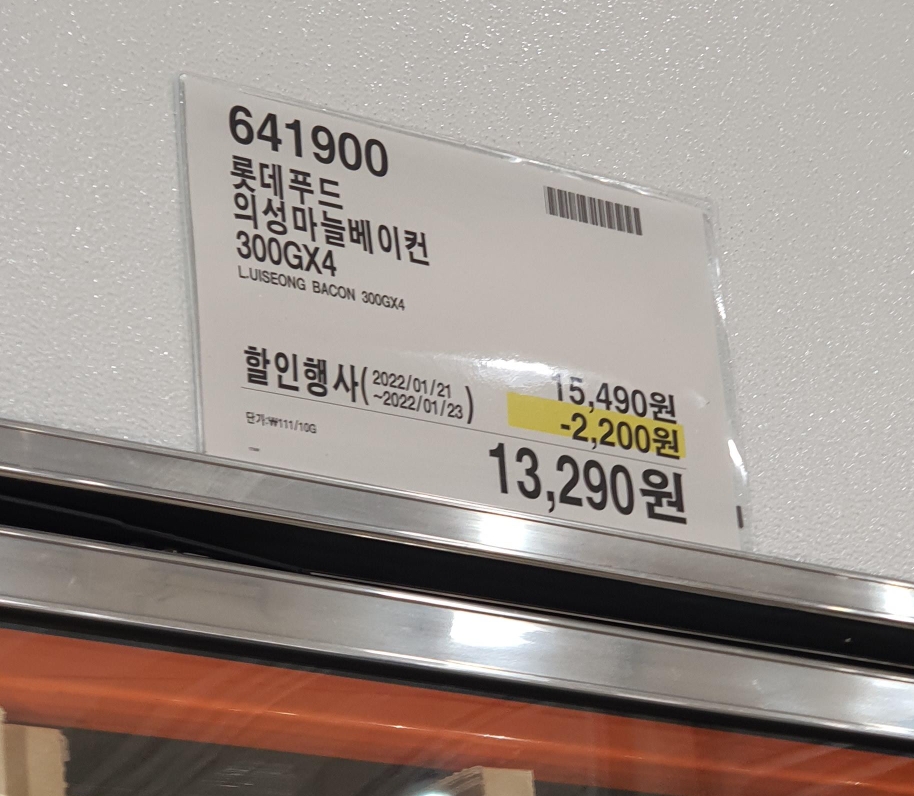 641900
롯데푸드
의성마늘베이컨
300GX4
L.UISEONG BACON 300GX4
할인행사(2022/01/21
~2022/01/23)
15,490원
-2,200원
단가:₩111/10G
13,290원